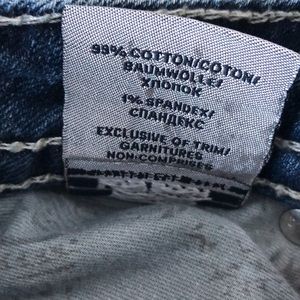 99% COTTON/COTON/
BAUMWOLLE/
ХЛОПОК
1% SPANDEX/
СПАНДЕКС
EXCLUSIVE OF TRIM/
GARNITURES
NON-COMPRISES